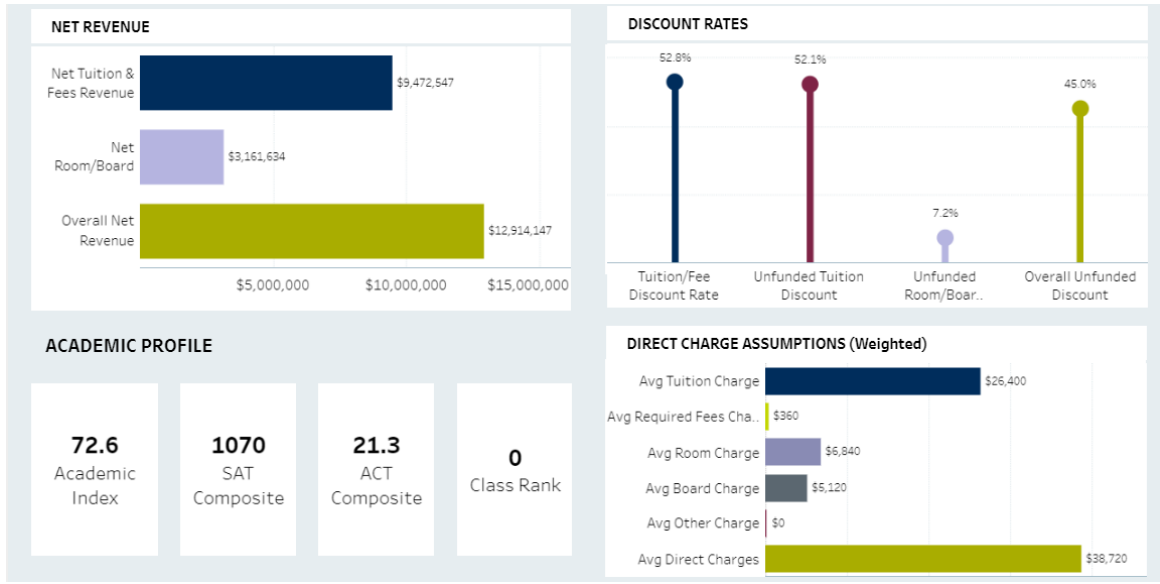 NET REVENUE
Net Tuition &
Fees Revenue
$9,472,547
Net
Room/Board
$3,161,634
Overall Net
Revenue
$12,914,147
$5,000,000 $10,000,000 $15,000,000
DISCOUNT RATES
52.8% 52.1% 7.2% 45.0%
Tuition/Fee Unfunded Tuition Unfunded Overall Unfunded
Discount Rate Discount Room/Boar.. Discount
ACADEMIC PROFILE
72.6
Academic
Index
1070
SAT
Composite
21.3
ACT
Composite
0
Class Rank
DIRECT CHARGE ASSUMPTIONS (Weighted)
Avg Tuition Charge $26,400
Avg Required Fees Cha.. $360
Avg Room Charge $6,840
Avg Board Charge $5,120
Avg Other Charge $0
Avg Direct Charges $38,720